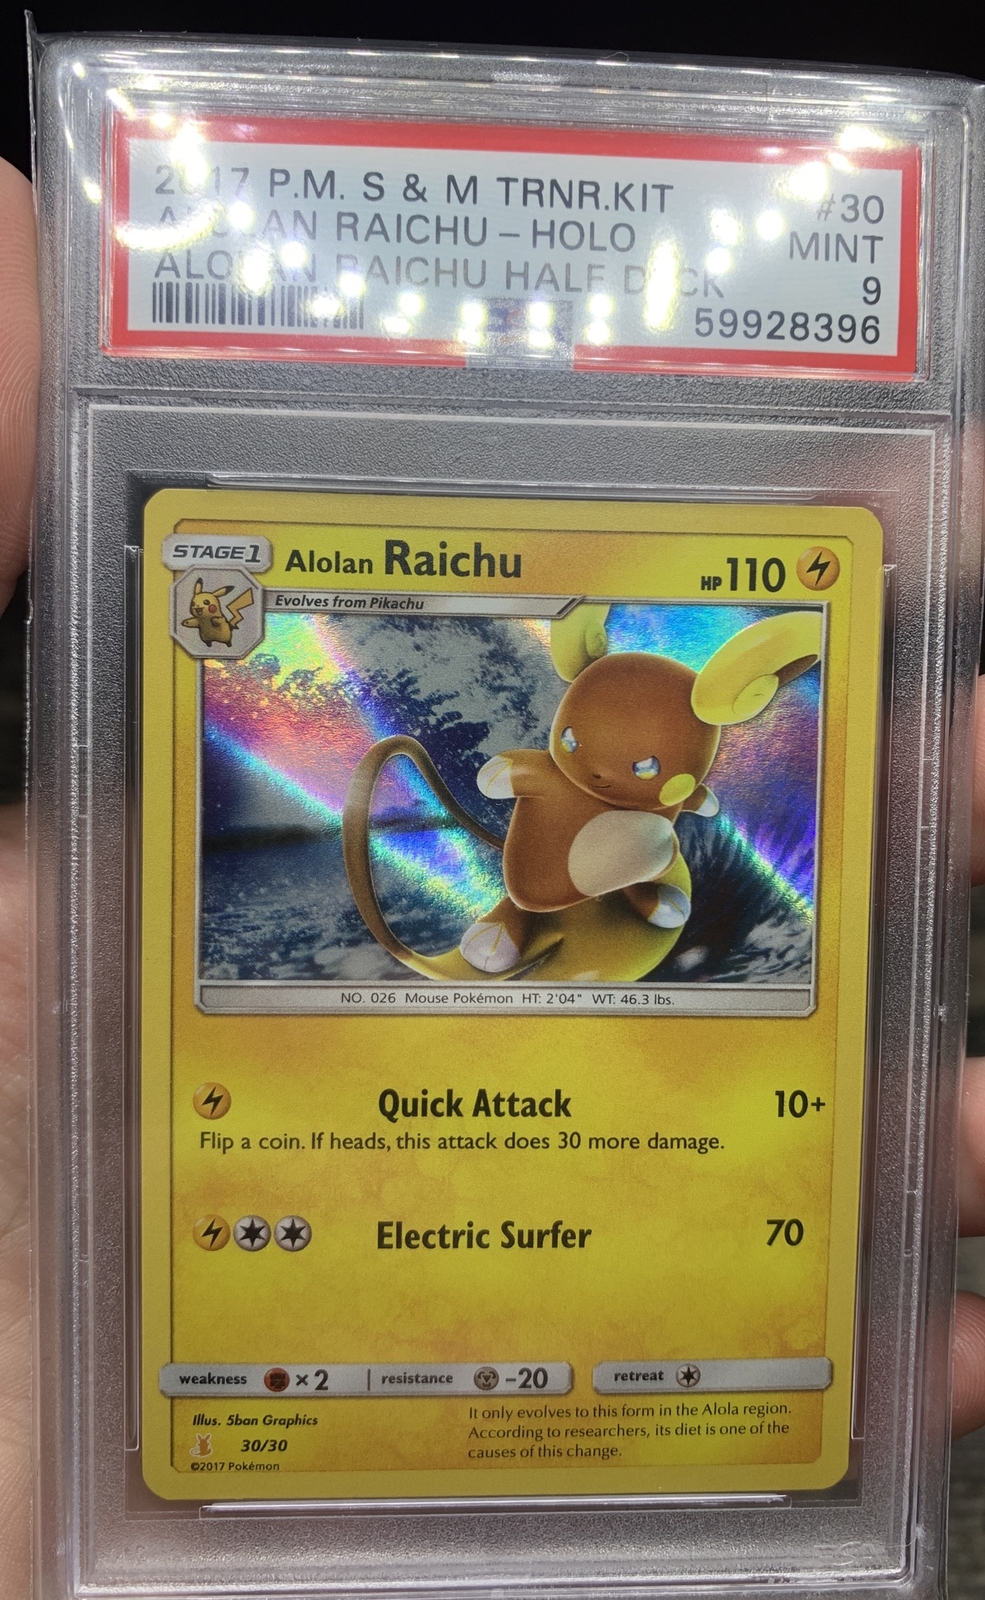 2017 P.M. S & M TRNR.KIT #30
ALOLAN RAICHU – HOLO MINT
ALOLAN RAICHU HALF DECK 9
59928396
STAGE1 Alolan Raichu HP 110
Evolves from Pikachu
NO. 026 Mouse Pokémon HT: 2'04" WT: 46.3 lbs.
Quick Attack 10+
Flip a coin. If heads, this attack does 30 more damage.
Electric Surfer 70
weakness ×2 resistance -20 retreat
Illus. 5ban Graphics
30/30
©2017 Pokémon
It only evolves to this form in the Alola region.
According to researchers, its diet is one of the
causes of this change.